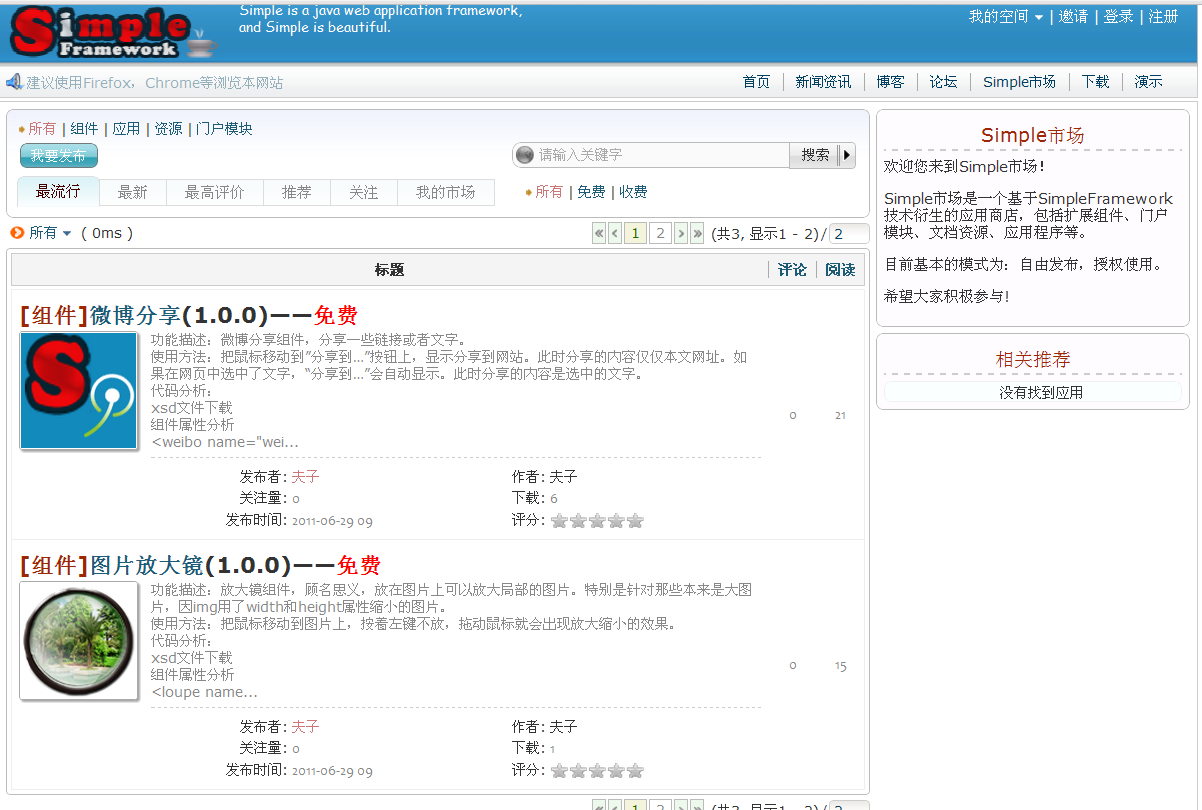 Simple
Framework
Simple is a java web application framework,
and Simple is beautiful.
我的空间 | 邀请 | 登录 | 注册
建议使用Firefox，Chrome等浏览本网站
首页 | 新闻资讯 | 博客 | 论坛 | Simple市场 | 下载 | 演示
所有 | 组件 | 应用 | 资源 | 门户模块
我要发布
请输入关键字
搜索
最流行 最新 最高评价 推荐 关注 我的市场
所有 | 免费 | 收费
所有 ( 0ms )
« ‹ 1 2 › » (共3, 显示1 - 2)/ 2
标题 评论 阅读
[组件]微博分享(1.0.0)——免费
功能描述：微博分享组件，分享一些链接或者文字。
使用方法：把鼠标移动到“分享到...”按钮上，显示分享到网站。此时分享的内容仅仅本文网址。如
果在网页中选中了文字，“分享到...”会自动显示。此时分享的内容是选中的文字。
代码分析：
xsd文件下载
组件属性分析
<weibo name="wei...
0 21
发布者: 夫子 作者: 夫子
关注量: 0 下载: 6
发布时间: 2011-06-29 09 评分:
[组件]图片放大镜(1.0.0)——免费
功能描述：放大镜组件，顾名思义，放在图片上可以放大局部的图片。特别是针对那些本来是大图
片，因img用了width和height属性缩小的图片。
使用方法：把鼠标移动到图片上，按着左键不放，拖动鼠标就会出现放大缩小的效果。
代码分析：
xsd文件下载
组件属性分析
<loupe name...
0 15
发布者: 夫子 作者: 夫子
关注量: 0 下载: 1
发布时间: 2011-06-29 09 评分:
« ‹ 1 2 › » (共3, 显示1 - 2)/ 2
Simple市场
欢迎您来到Simple市场！
Simple市场是一个基于SimpleFramework
技术衍生的应用商店，包括扩展组件、门户
模块、文档资源、应用程序等。
目前基本的模式为：自由发布，授权使用。
希望大家积极参与!
相关推荐
没有找到应用